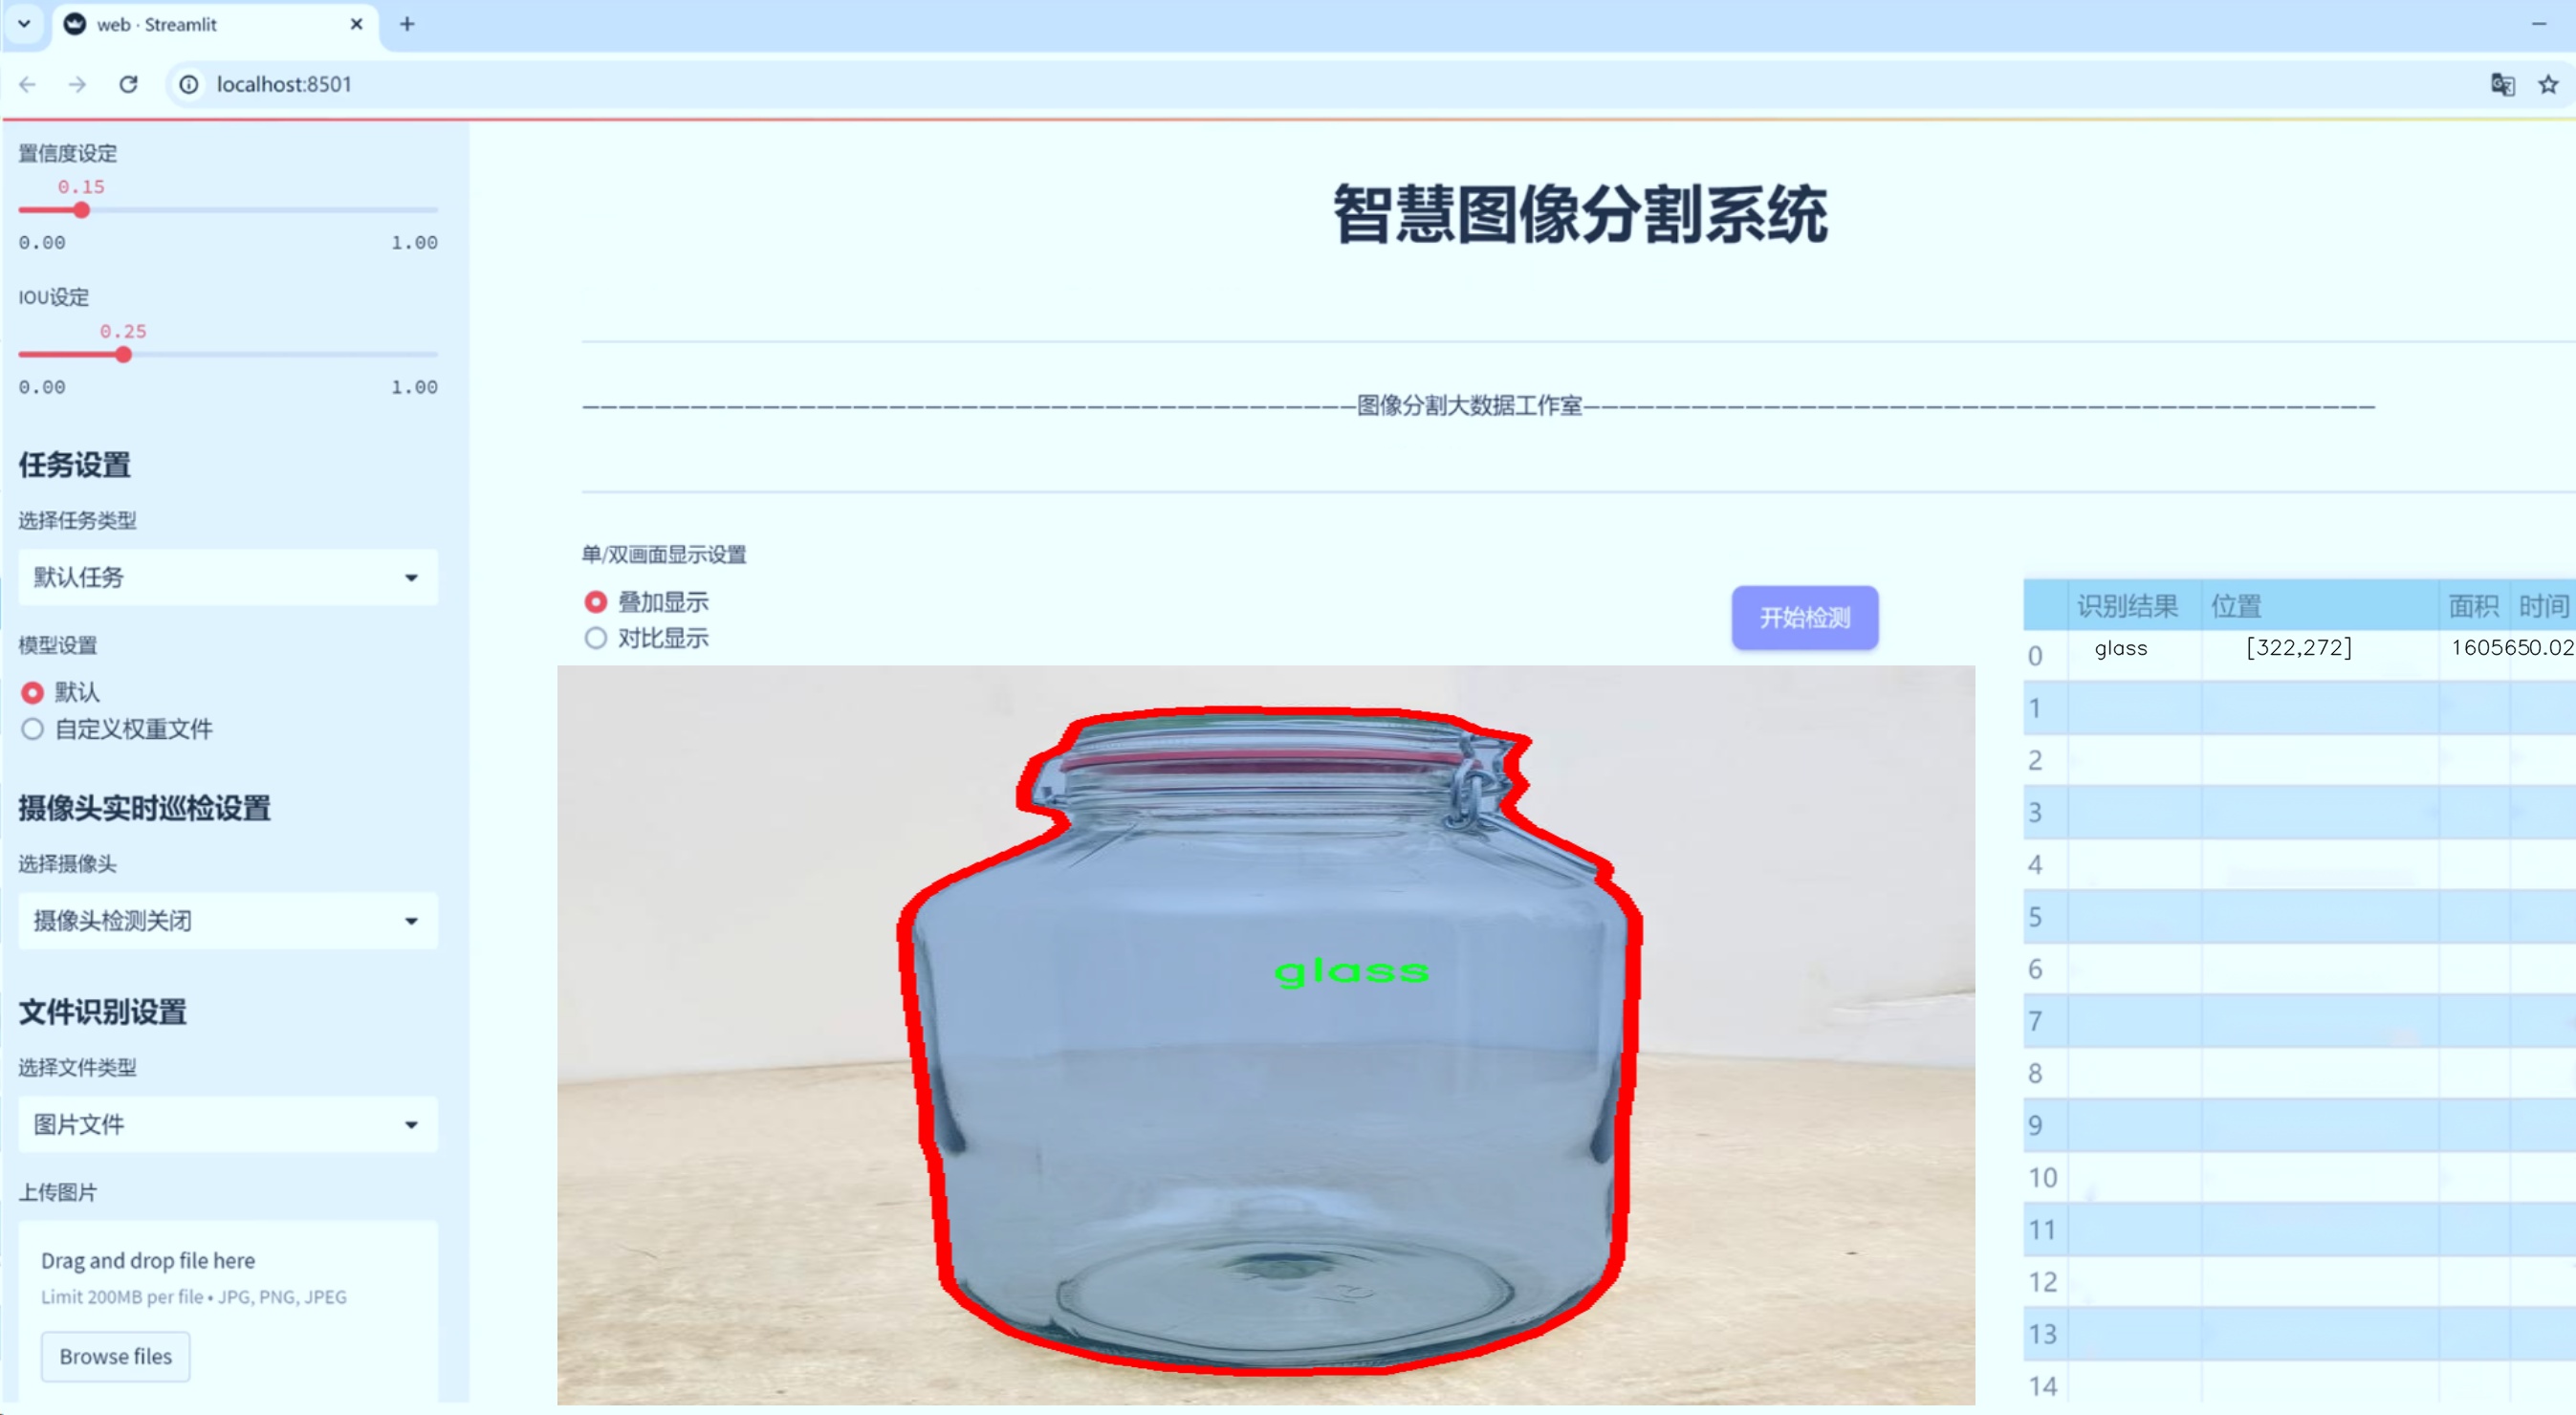 web · Streamlit
localhost:8501
置信度设定
0.15
0.00 1.00
IOU设定
0.25
0.00 1.00
任务设置
选择任务类型
默认任务
模型设置
默认
自定义权重文件
摄像头实时巡检设置
选择摄像头
摄像头检测关闭
文件识别设置
选择文件类型
图片文件
上传图片
Drag and drop file here
Limit 200MB per file • JPG, PNG, JPEG
Browse files
智慧图像分割系统
———————————————————————————————————————————图像分割大数据工作室————————————————————————————————————————————
单/双画面显示设置
叠加显示
对比显示
开始检测
glass
识别结果 位置 面积 时间
0 glass [322,272] 1605650.02
1
2
3
4
5
6
7
8
9
10
11
12
13
14